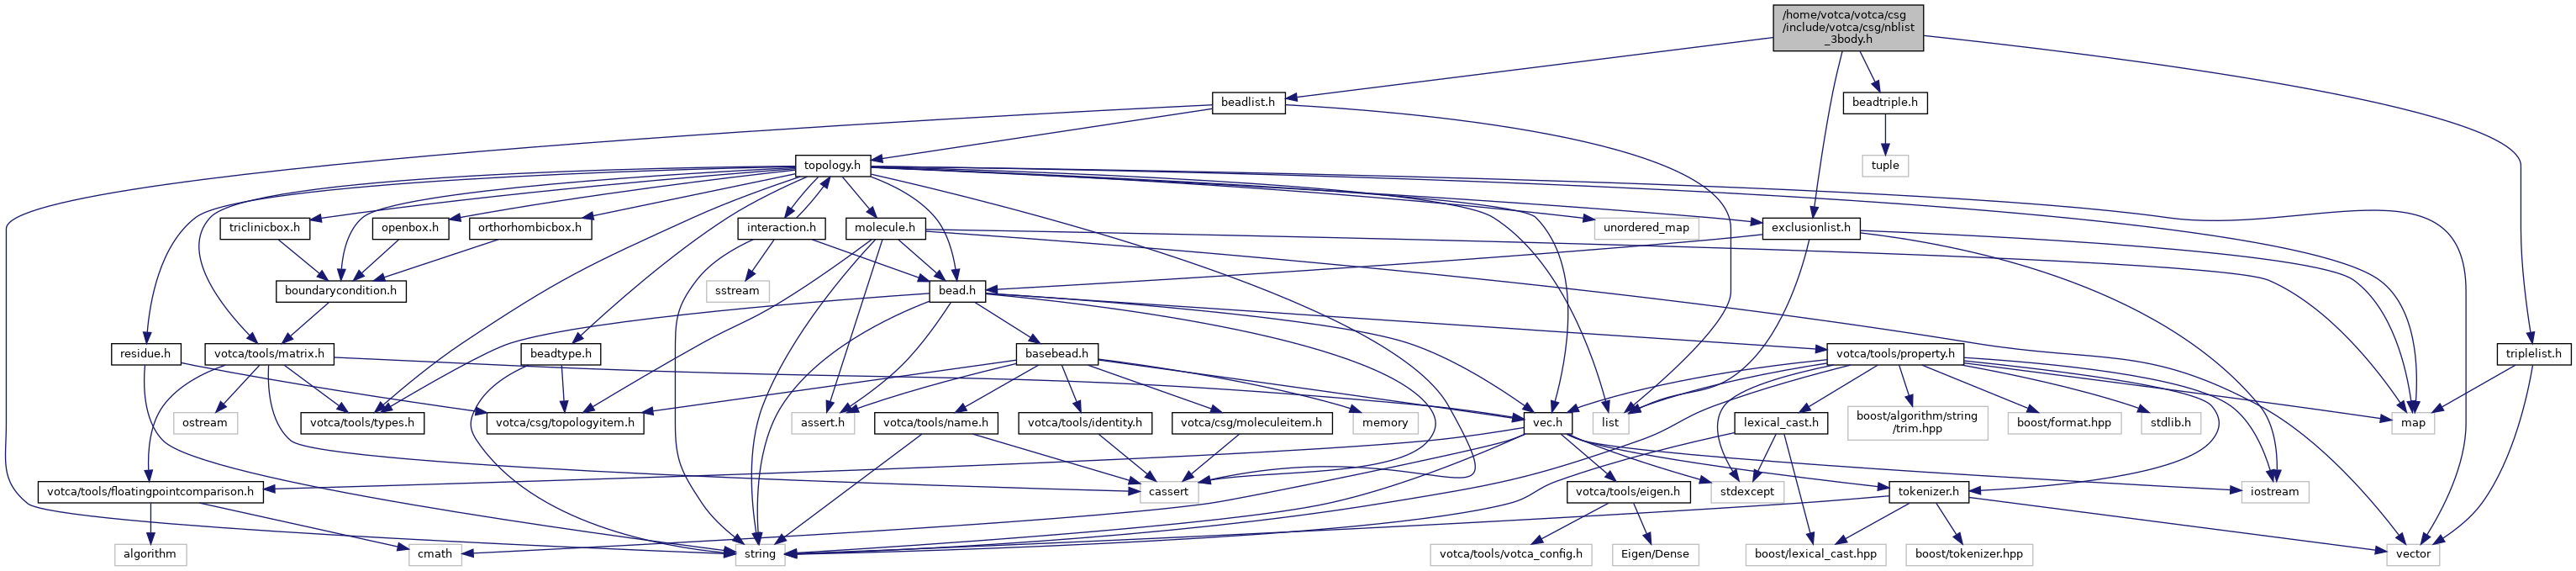 /home/votca/votca/csg
/include/votca/csg/nblist
_3body.h
beadlist.h
beadtriple.h
topology.h
tuple
triclinicbox.h
openbox.h
orthorhombicbox.h
interaction.h
molecule.h
unordered_map
exclusionlist.h
boundarycondition.h
sstream
bead.h
residue.h
votca/tools/matrix.h
beadtype.h
basebead.h
votca/tools/property.h
triplelist.h
ostream
votca/tools/types.h
votca/csg/topologyitem.h
assert.h
votca/tools/name.h
votca/tools/identity.h
votca/csg/moleculeitem.h
memory
vec.h
list
lexical_cast.h
boost/algorithm/string
/trim.hpp
boost/format.hpp
stdlib.h
map
votca/tools/floatingpointcomparison.h
cassert
votca/tools/eigen.h
stdexcept
tokenizer.h
iostream
algorithm
cmath
string
votca/tools/votca_config.h
Eigen/Dense
boost/lexical_cast.hpp
boost/tokenizer.hpp
vector